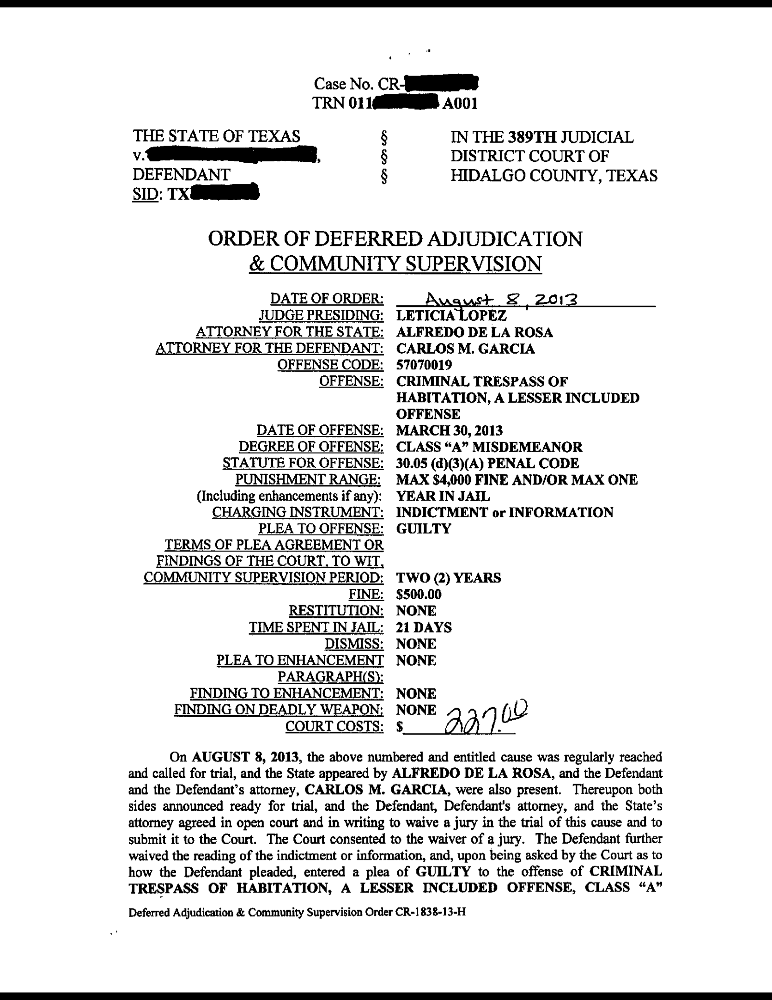 Case No. CR-
TRN 011 A001
THE STATE OF TEXAS § IN THE 389TH JUDICIAL
v. , § DISTRICT COURT OF
DEFENDANT § HIDALGO COUNTY, TEXAS
SID: TX
ORDER OF DEFERRED ADJUDICATION
& COMMUNITY SUPERVISION
DATE OF ORDER: August 8, 2013
JUDGE PRESIDING: LETICIA LOPEZ
ATTORNEY FOR THE STATE: ALFREDO DE LA ROSA
ATTORNEY FOR THE DEFENDANT: CARLOS M. GARCIA
OFFENSE CODE: 57070019
OFFENSE: CRIMINAL TRESPASS OF
HABITATION, A LESSER INCLUDED
OFFENSE
DATE OF OFFENSE: MARCH 30, 2013
DEGREE OF OFFENSE: CLASS “A” MISDEMEANOR
STATUTE FOR OFFENSE: 30.05 (d)(3)(A) PENAL CODE
PUNISHMENT RANGE: MAX $4,000 FINE AND/OR MAX ONE
(Including enhancements if any): YEAR IN JAIL
CHARGING INSTRUMENT: INDICTMENT or INFORMATION
PLEA TO OFFENSE: GUILTY
TERMS OF PLEA AGREEMENT OR
FINDINGS OF THE COURT, TO WIT,
COMMUNITY SUPERVISION PERIOD: TWO (2) YEARS
FINE: $500.00
RESTITUTION: NONE
TIME SPENT IN JAIL: 21 DAYS
DISMISS: NONE
PLEA TO ENHANCEMENT NONE
PARAGRAPH(S):
FINDING TO ENHANCEMENT: NONE
FINDING ON DEADLY WEAPON: NONE
COURT COSTS: $ 227.00
On AUGUST 8, 2013, the above numbered and entitled cause was regularly reached
and called for trial, and the State appeared by ALFREDO DE LA ROSA, and the Defendant
and the Defendant’s attorney, CARLOS M. GARCIA, were also present. Thereupon both
sides announced ready for trial, and the Defendant, Defendant's attorney, and the State’s
attorney agreed in open court and in writing to waive a jury in the trial of this cause and to
submit it to the Court. The Court consented to the waiver of a jury. The Defendant further
waived the reading of the indictment or information, and, upon being asked by the Court as to
how the Defendant pleaded, entered a plea of GUILTY to the offense of CRIMINAL
TRESPASS OF HABITATION, A LESSER INCLUDED OFFENSE, CLASS “A”
Deferred Adjudication & Community Supervision Order CR-1838-13-H